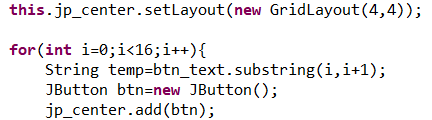 this.jp_center.setLayout(new GridLayout(4,4));
for(int i=0;i<16;i++){
String temp=btn_text.substring(i,i+1);
JButton btn=new JButton();
jp_center.add(btn);